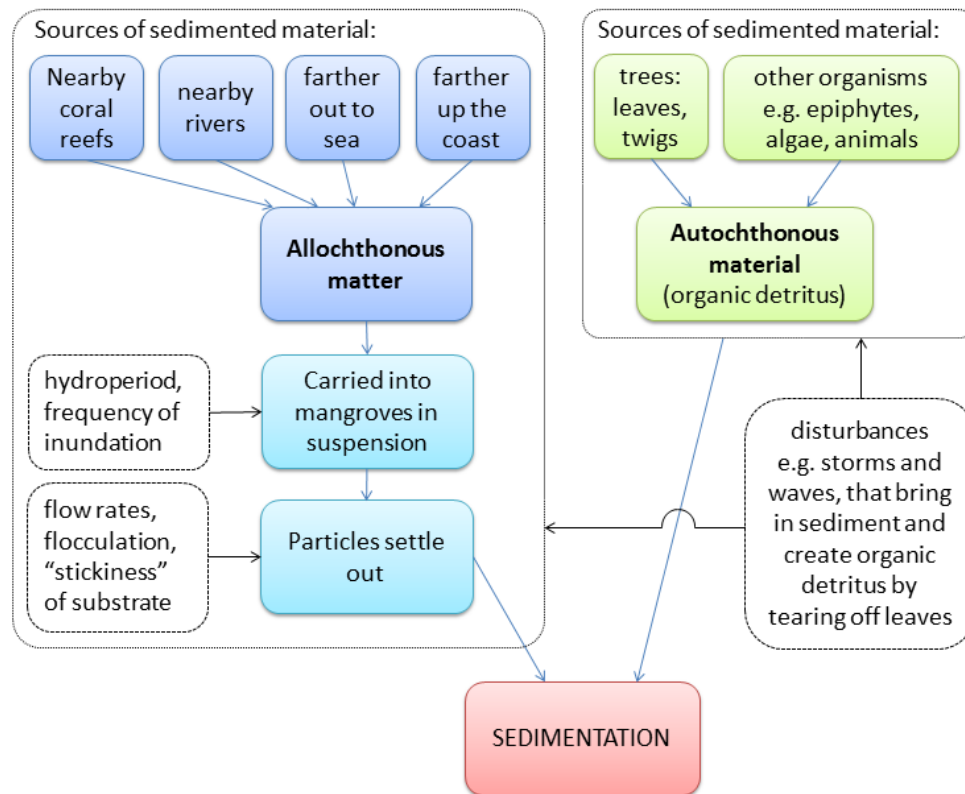 Sources of sedimented material:
Nearby
coral
reefs
nearby
rivers
farther
out to
sea
farther
up the
coast
Allochthonous
matter
hydroperiod,
frequency of
inundation
Carried into
mangroves in
suspension
flow rates,
flocculation,
“stickiness”
of substrate
Particles settle
out
Sources of sedimented material:
trees:
leaves,
twigs
other organisms
e.g. epiphytes,
algae, animals
Autochthonous
material
(organic detritus)
disturbances
e.g. storms and
waves, that bring
in sediment and
create organic
detritus by
tearing off leaves
SEDIMENTATION